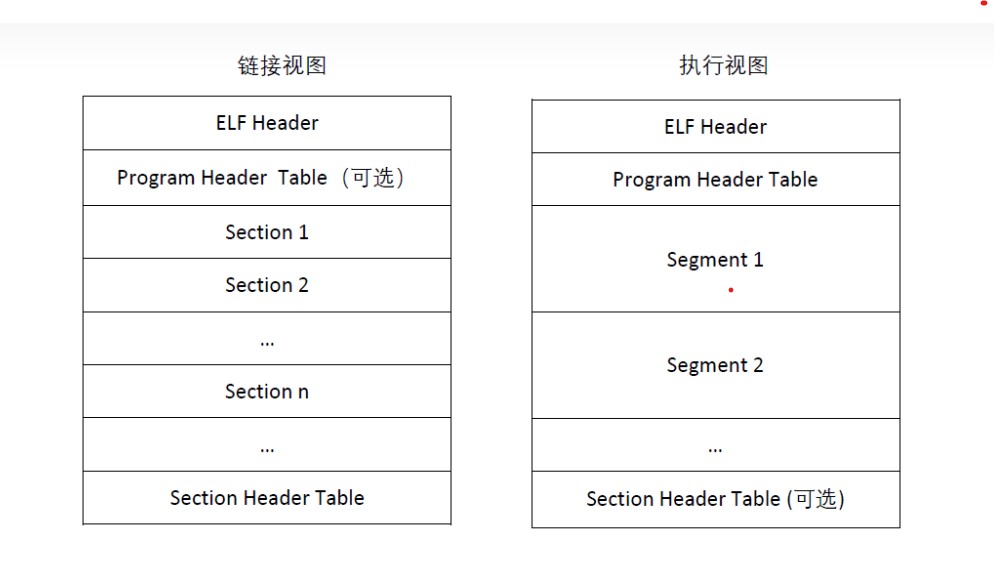 链接视图
ELF Header
Program Header Table（可选）
Section 1
Section 2
...
Section n
...
Section Header Table
执行视图
ELF Header
Program Header Table
Segment 1
Segment 2
...
Section Header Table (可选)